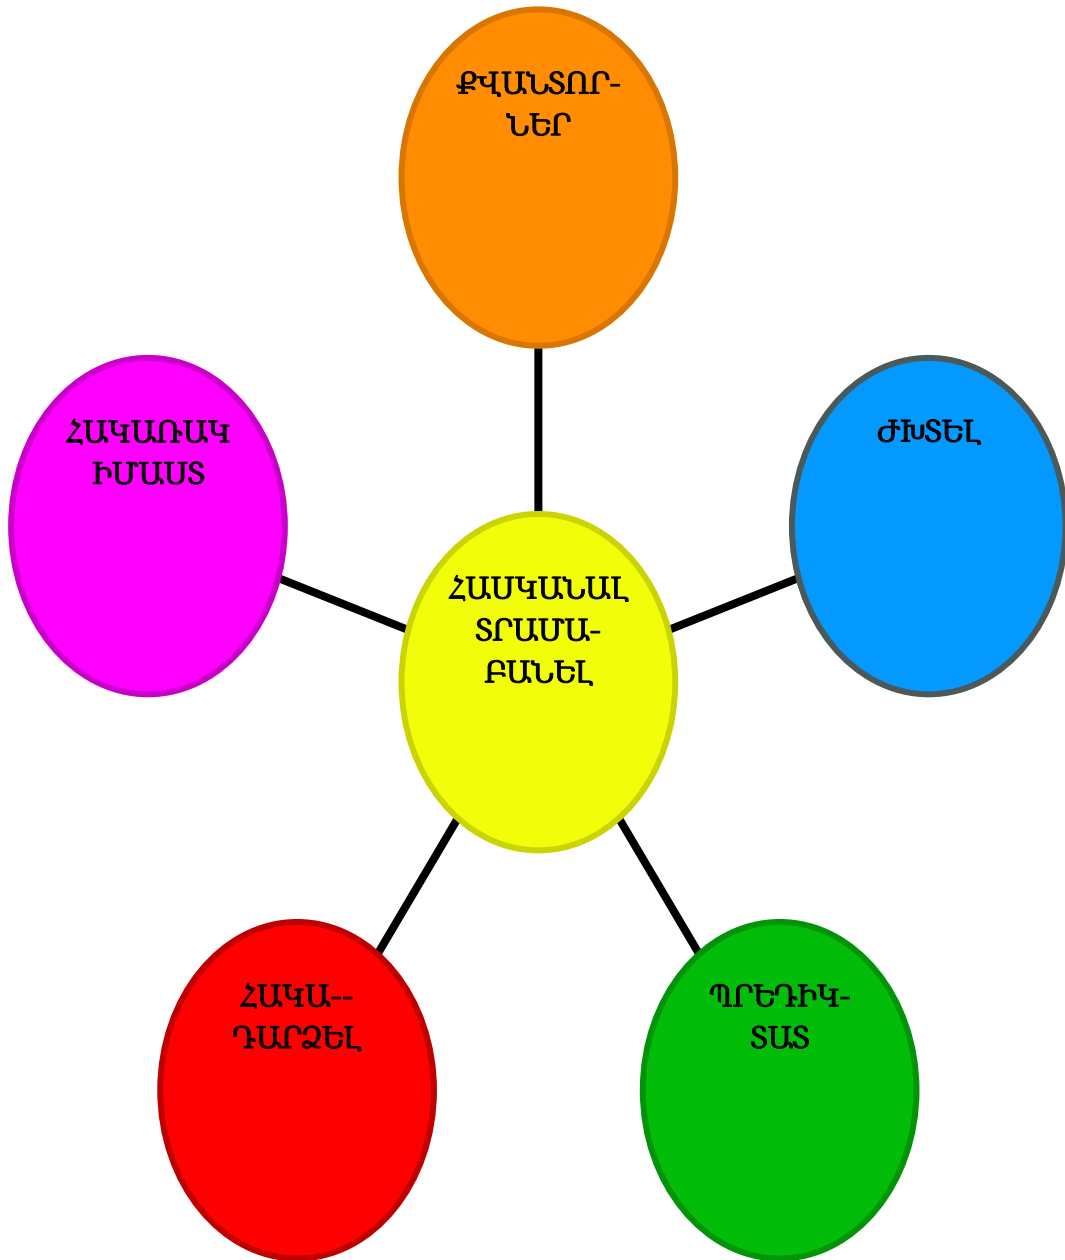 ՔՎԱՆՏՈՐ-
ՆԵՐ
ՀԱԿԱՌԱԿ
ԻՄԱՍՏ
ԺԽՏԵԼ
ՀԱՍԿԱՆԱԼ
ՏՐԱՄԱ-
ԲԱՆԵԼ
ՀԱԿԱ--
ԴԱՐՁԵԼ
ՊՐԵԴԻԿ-
ՏԱՏ